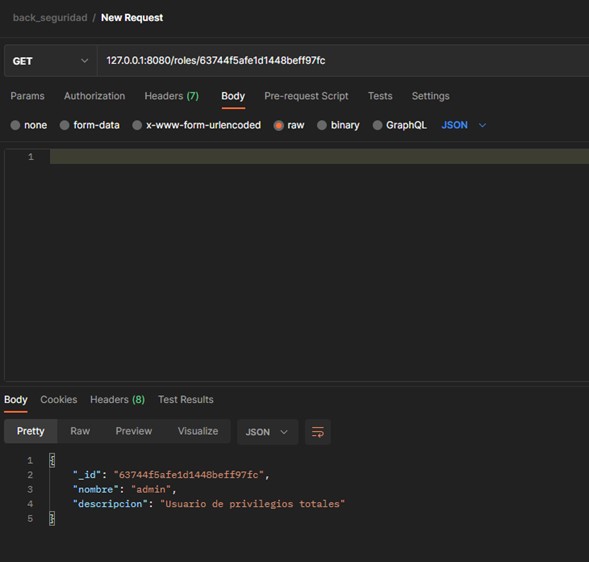 back_seguridad / New Request
GET 127.0.0.1:8080/roles/63744f5afe1d1448beff97fc
Params Authorization Headers (7) Body Pre-request Script Tests Settings
none form-data x-www-form-urlencoded raw binary GraphQL JSON
1
Body Cookies Headers (8) Test Results
Pretty Raw Preview Visualize JSON
1 {
2 "_id": "63744f5afe1d1448beff97fc",
3 "nombre": "admin",
4 "descripcion": "Usuario de privilegios totales"
5 }